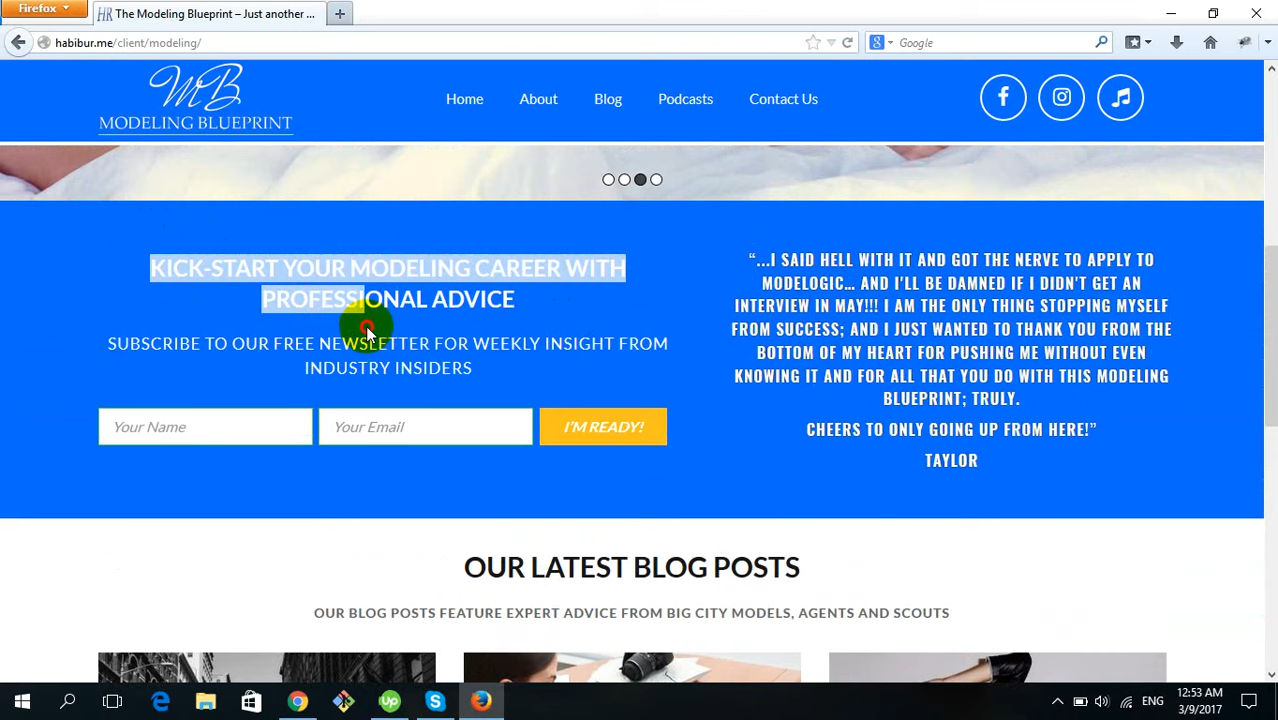 Firefox
HR The Modeling Blueprint – Just another ...
habibur.me/client/modeling/
Google
MB
MODELING BLUEPRINT
Home About Blog Podcasts Contact Us
KICK-START YOUR MODELING CAREER WITH
PROFESSIONAL ADVICE
SUBSCRIBE TO OUR FREE NEWSLETTER FOR WEEKLY INSIGHT FROM
INDUSTRY INSIDERS
Your Name Your Email I'M READY!
“...I SAID HELL WITH IT AND GOT THE NERVE TO APPLY TO
MODELOGIC… AND I'LL BE DAMNED IF I DIDN'T GET AN
INTERVIEW IN MAY!!! I AM THE ONLY THING STOPPING MYSELF
FROM SUCCESS; AND I JUST WANTED TO THANK YOU FROM THE
BOTTOM OF MY HEART FOR PUSHING ME WITHOUT EVEN
KNOWING IT AND FOR ALL THAT YOU DO WITH THIS MODELING
BLUEPRINT; TRULY.
CHEERS TO ONLY GOING UP FROM HERE!”
TAYLOR
OUR LATEST BLOG POSTS
OUR BLOG POSTS FEATURE EXPERT ADVICE FROM BIG CITY MODELS, AGENTS AND SCOUTS
ENG
12:53 AM
3/9/2017